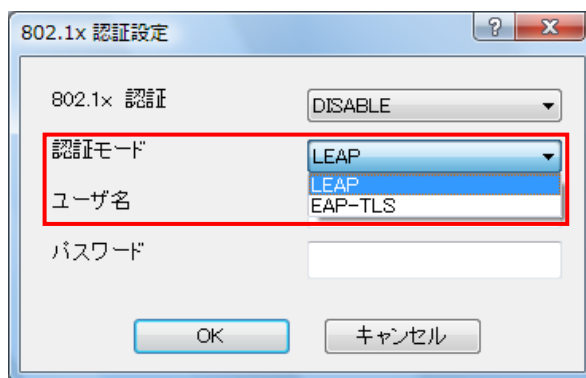 802.1x 認証設定
802.1x 認証
DISABLE
認証モード
LEAP
LEAP
EAP-TLS
ユーザ名
パスワード
OK
キャンセル